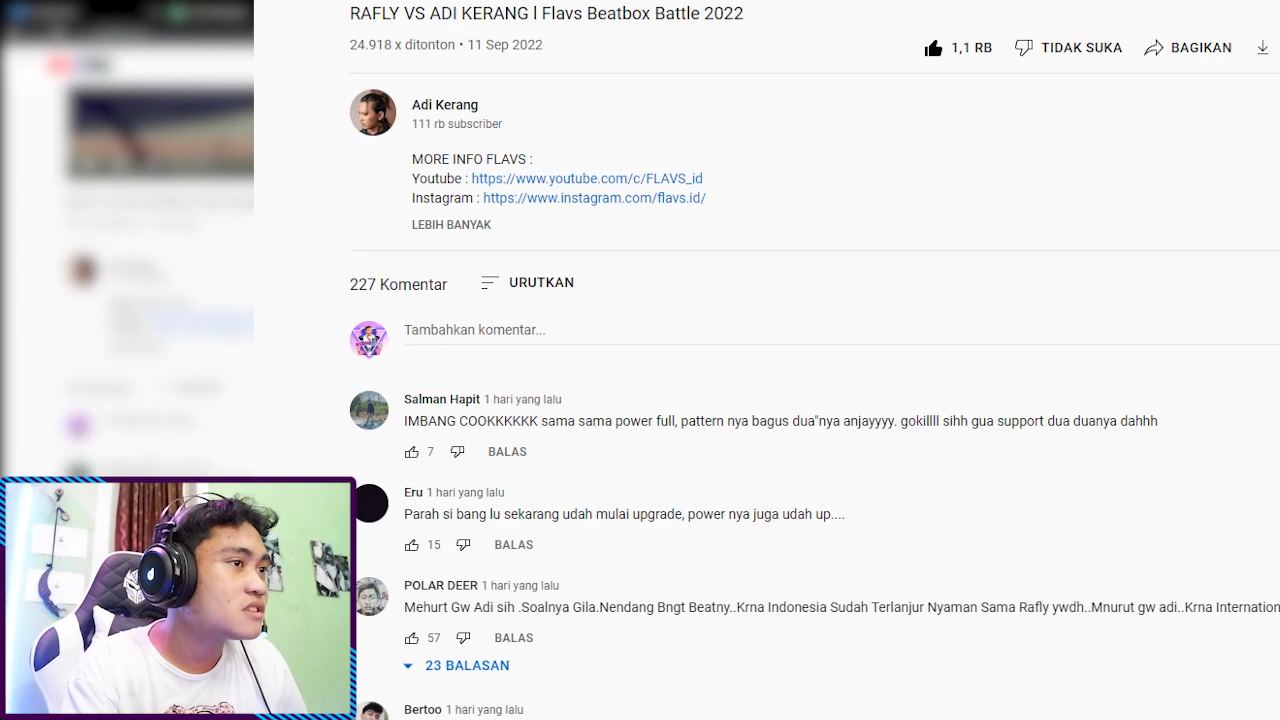 RAFLY VS ADI KERANG l Flavs Beatbox Battle 2022
24.918 x ditonton • 11 Sep 2022
1,1 RB TIDAK SUKA BAGIKAN
Adi Kerang
111 rb subscriber
MORE INFO FLAVS :
Youtube : https://www.youtube.com/c/FLAVS_id
Instagram : https://www.instagram.com/flavs.id/
LEBIH BANYAK
227 Komentar URUTKAN
Tambahkan komentar...
Salman Hapit 1 hari yang lalu
IMBANG COOKKKKKK sama sama power full, pattern nya bagus dua"nya anjayyyy. gokillll sihh gua support dua duanya dahhh
7 BALAS
Eru 1 hari yang lalu
Parah si bang lu sekarang udah mulai upgrade, power nya juga udah up....
15 BALAS
POLAR DEER 1 hari yang lalu
Mehurt Gw Adi sih .Soalnya Gila.Nendang Bngt Beatny..Krna Indonesia Sudah Terlanjur Nyaman Sama Rafly ywdh..Mnurut gw adi..Krna Internation
57 BALAS
23 BALASAN
Bertoo 1 hari yang lalu